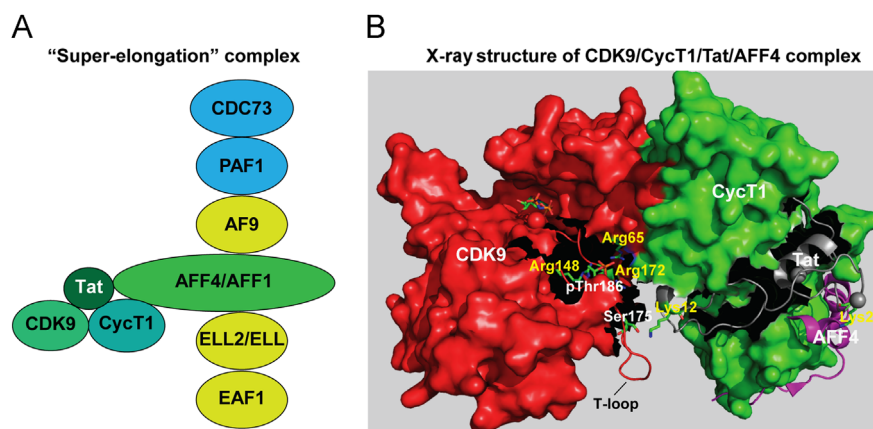 A
"Super-elongation" complex
CDC73
PAF1
AF9
AFF4/AFF1
Tat
CDK9
CycT1
ELL2/ELL
EAF1
B
X-ray structure of CDK9/CycT1/Tat/AFF4 complex
CycT1
Arg65
CDK9
Tat
Arg148
Arg172
pThr186
Lys12
Ser175
Lys2
AFF4
T-loop